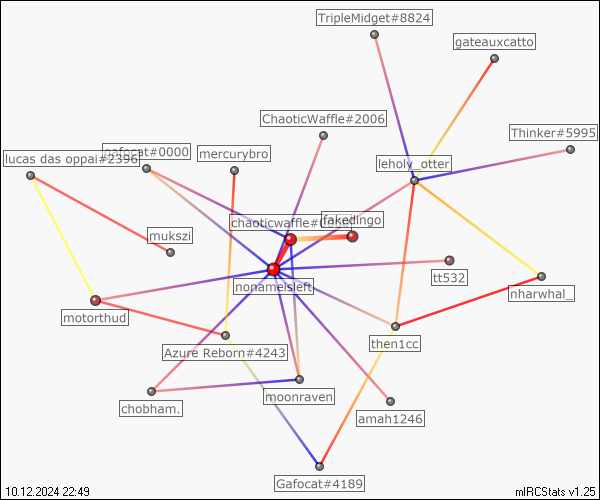 TripleMidget#8824
gateauxcatto
ChaoticWaffle#2006
Thinker#5995
gafocat#0000
mercurybro
lucas das oppai#2396
leholy_otter
chaoticwaffle#0
fakedingo
mukszi
tt532
nonameisleft
nharwhal_
motorthud
then1cc
Azure Reborn#4243
moonraven
chobham.
amah1246
Gafocat#4189
10.12.2024 22:49
mIRCStats v1.25